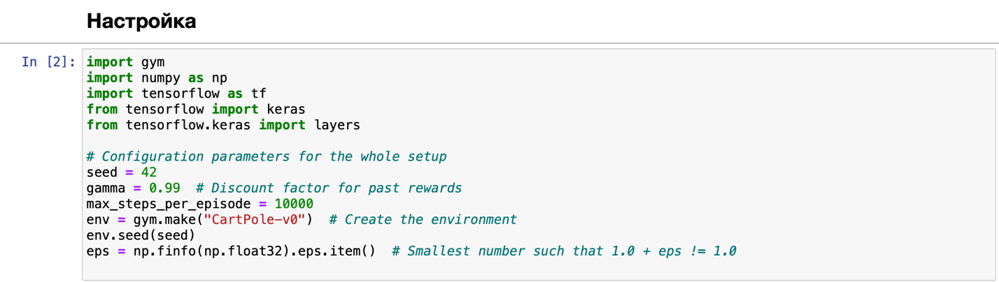 Настройка
In [2]: import gym
import numpy as np
import tensorflow as tf
from tensorflow import keras
from tensorflow.keras import layers
# Configuration parameters for the whole setup
seed = 42
gamma = 0.99  # Discount factor for past rewards
max_steps_per_episode = 10000
env = gym.make("CartPole-v0")  # Create the environment
env.seed(seed)
eps = np.finfo(np.float32).eps.item()  # Smallest number such that 1.0 + eps != 1.0